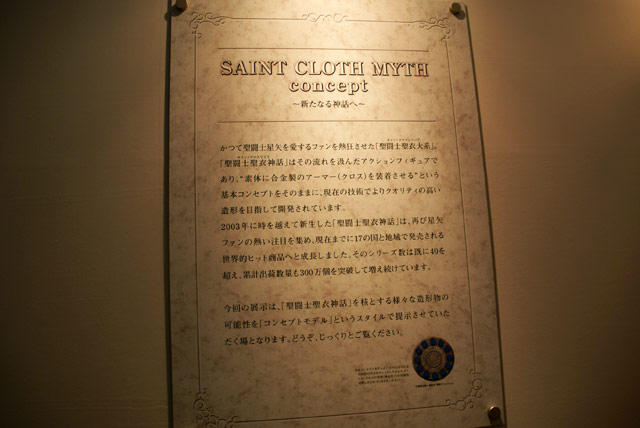 SAINT CLOTH MYTH
concept
〜新たなる神話へ〜
かつて聖闘士星矢を愛するファンを熱狂させた「聖闘士聖衣大系」。
「聖闘士聖衣神話」はその流れを汲んだアクションフィギュアで
あり、“素体に合金製のアーマー(クロス)を装着させる”という
基本コンセプトをそのままに、現在の技術でよりクオリティの高い
造形を目指して開発されています。
2003年に時を越えて新生した「聖闘士聖衣神話」は、再び星矢
ファンの熱い注目を集め、現在までに17の国と地域で発売される
世界的ヒット商品へと成長しました。そのシリーズ数は既に40を
超え、累計出荷数量も300万個を突破して増え続けています。
今回の展示は、「聖闘士聖衣神話」を核とする様々な造形物の
可能性を「コンセプトモデル」というスタイルで提示させていた
だく場となります。どうぞ、じっくりとご覧ください。